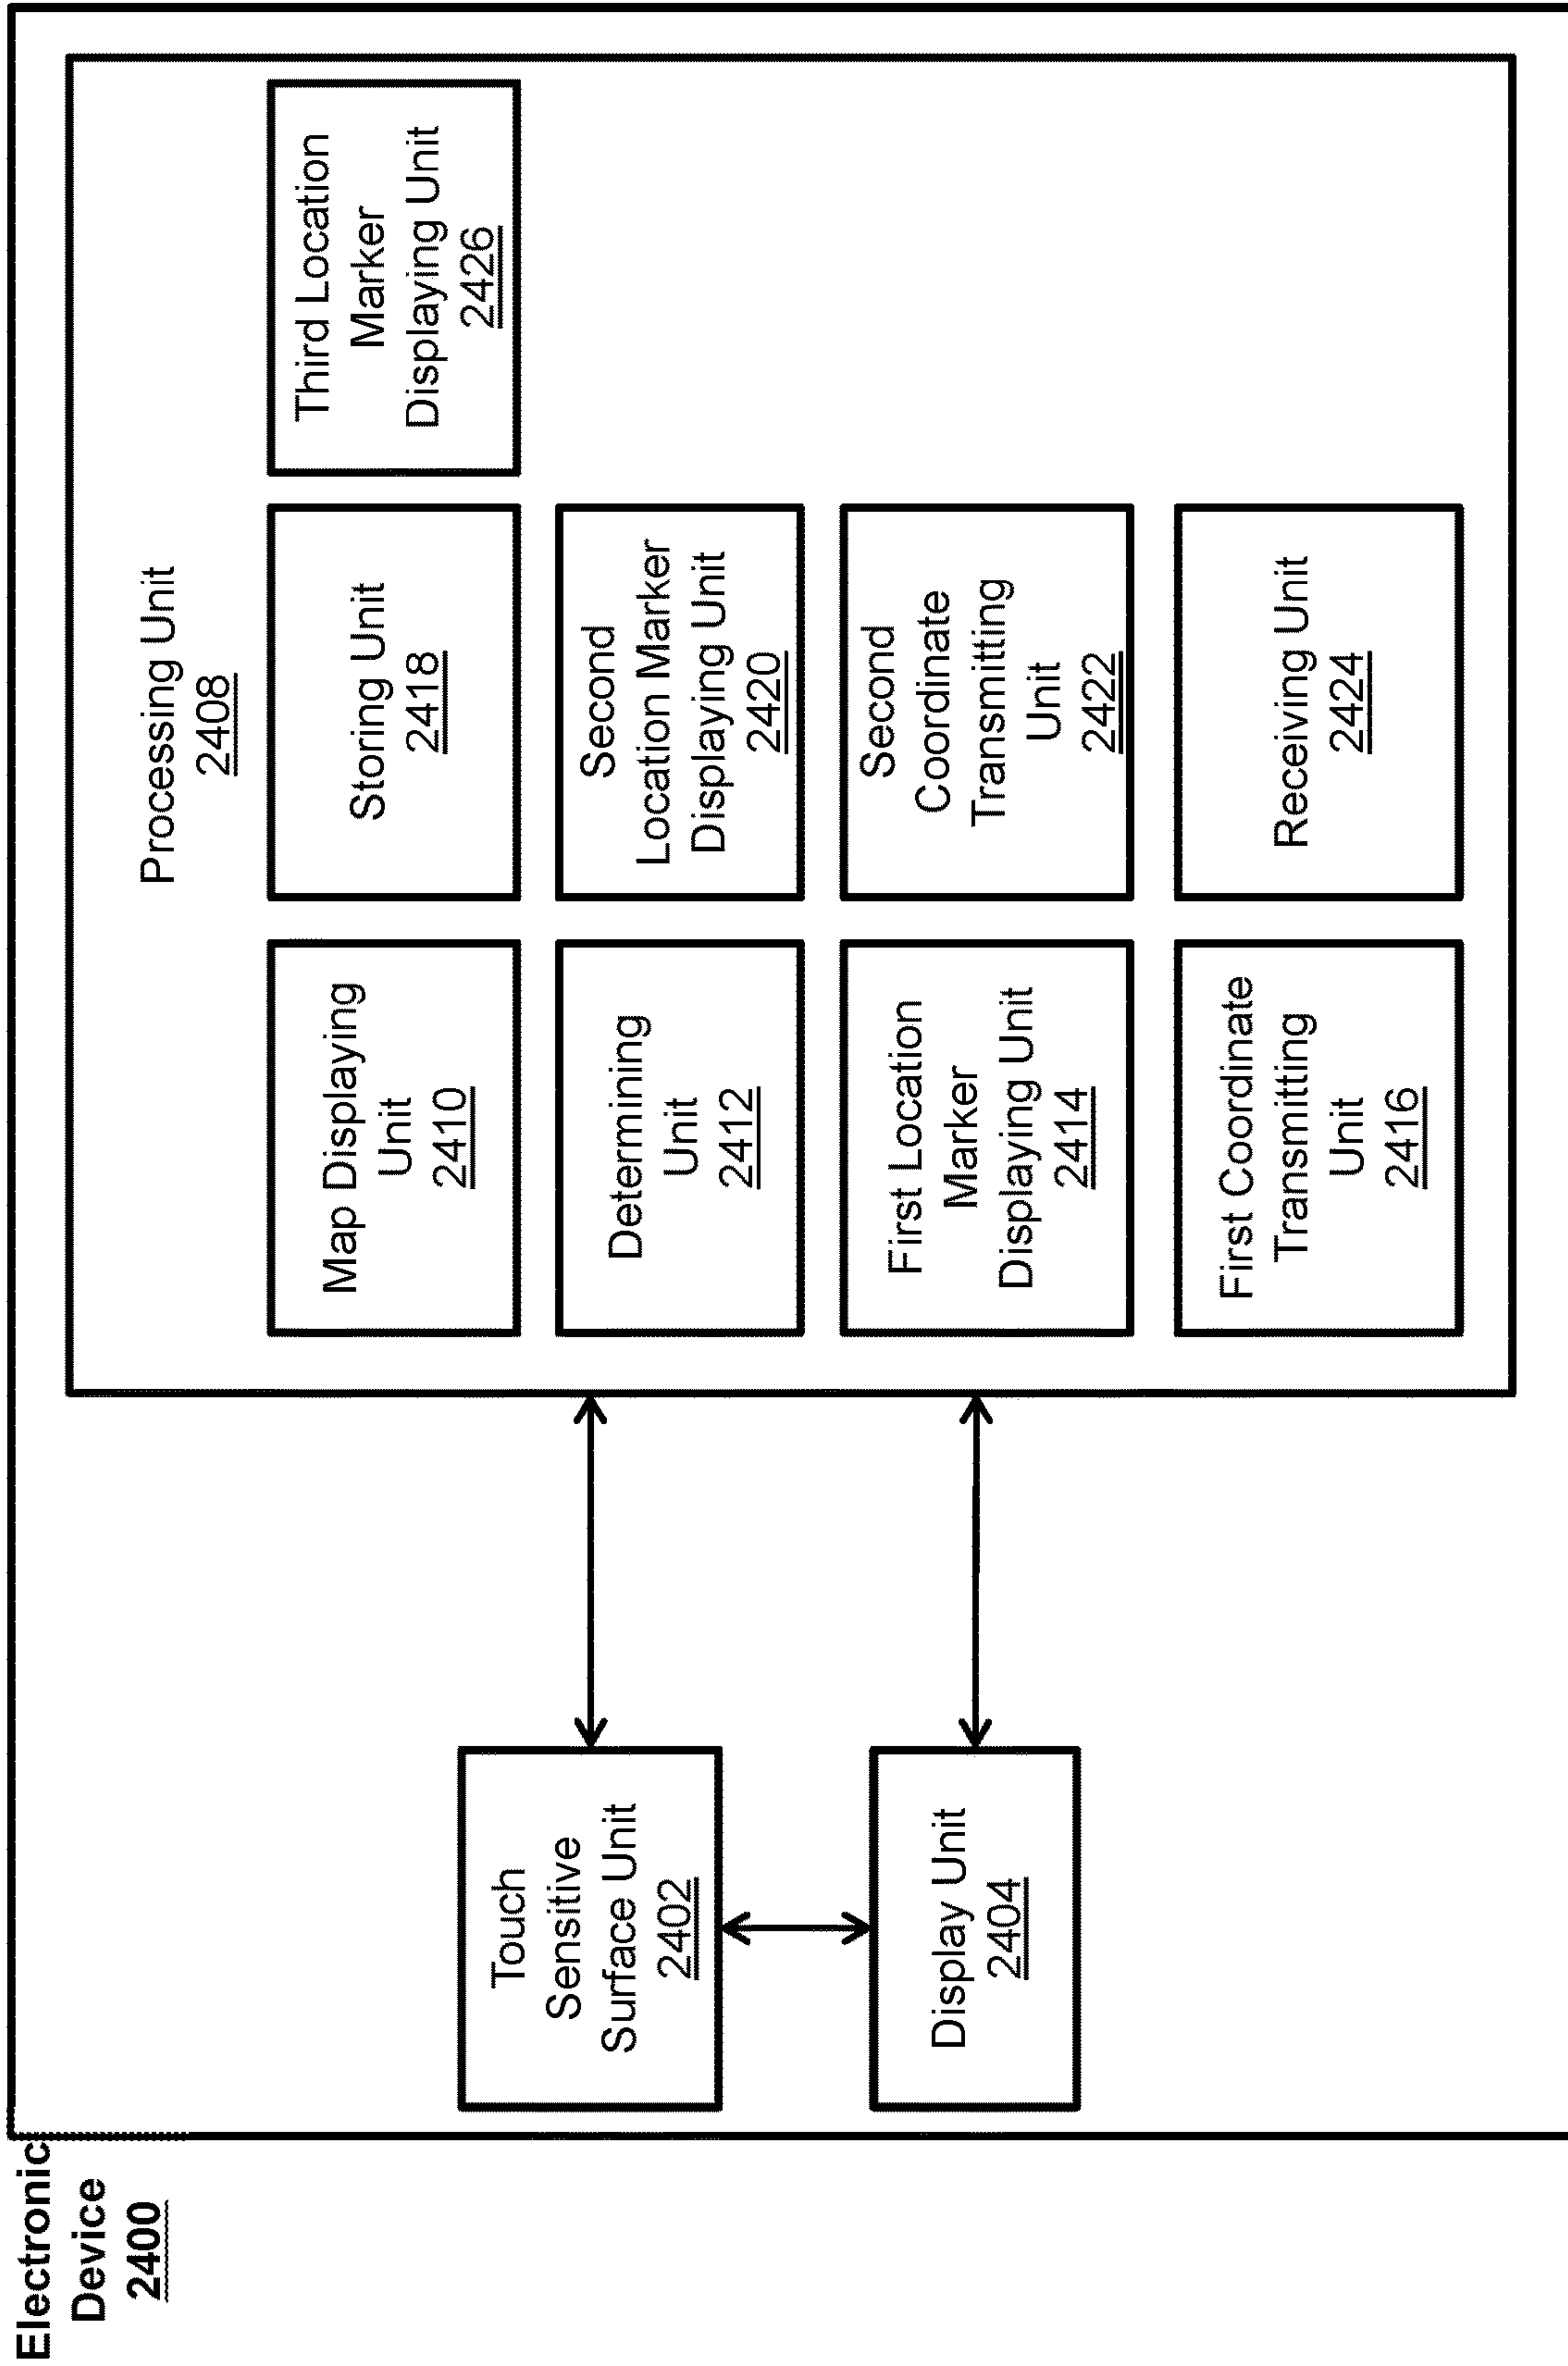 Electronic
Device
2400
Touch
Sensitive
Surface Unit
2402
Display Unit
2404
Processing Unit
2408
Map Displaying
Unit
2410
Determining
Unit
2412
First Location
Marker
Displaying Unit
2414
First Coordinate
Transmitting
Unit
2416
Storing Unit
2418
Second
Location Marker
Displaying Unit
2420
Second
Coordinate
Transmitting
Unit
2422
Receiving Unit
2424
Third Location
Marker
Displaying Unit
2426